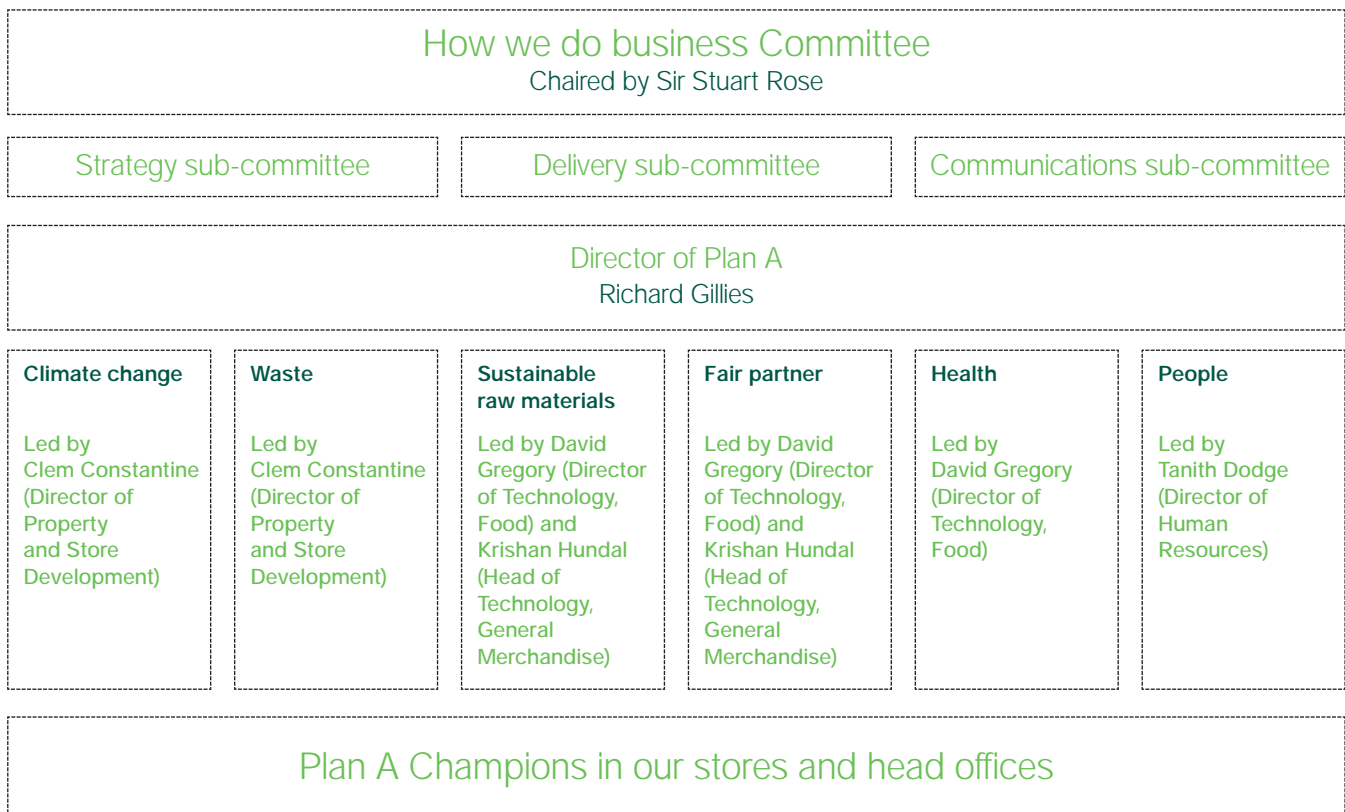 How we do business Committee
Chaired by Sir Stuart Rose
Strategy sub-committee
Delivery sub-committee
Communications sub-committee
Director of Plan A
Richard Gillies
Climate change
Led by
Clem Constantine
(Director of
Property
and Store
Development)
Waste
Led by
Clem Constantine
(Director of
Property
and Store
Development)
Sustainable
raw materials
Led by David
Gregory (Director
of Technology,
Food) and
Krishan Hundal
(Head of
Technology,
General
Merchandise)
Fair partner
Led by David
Gregory (Director
of Technology,
Food) and
Krishan Hundal
(Head of
Technology,
General
Merchandise)
Health
Led by
David Gregory
(Director of
Technology,
Food)
People
Led by
Tanith Dodge
(Director of
Human
Resources)
Plan A Champions in our stores and head offices